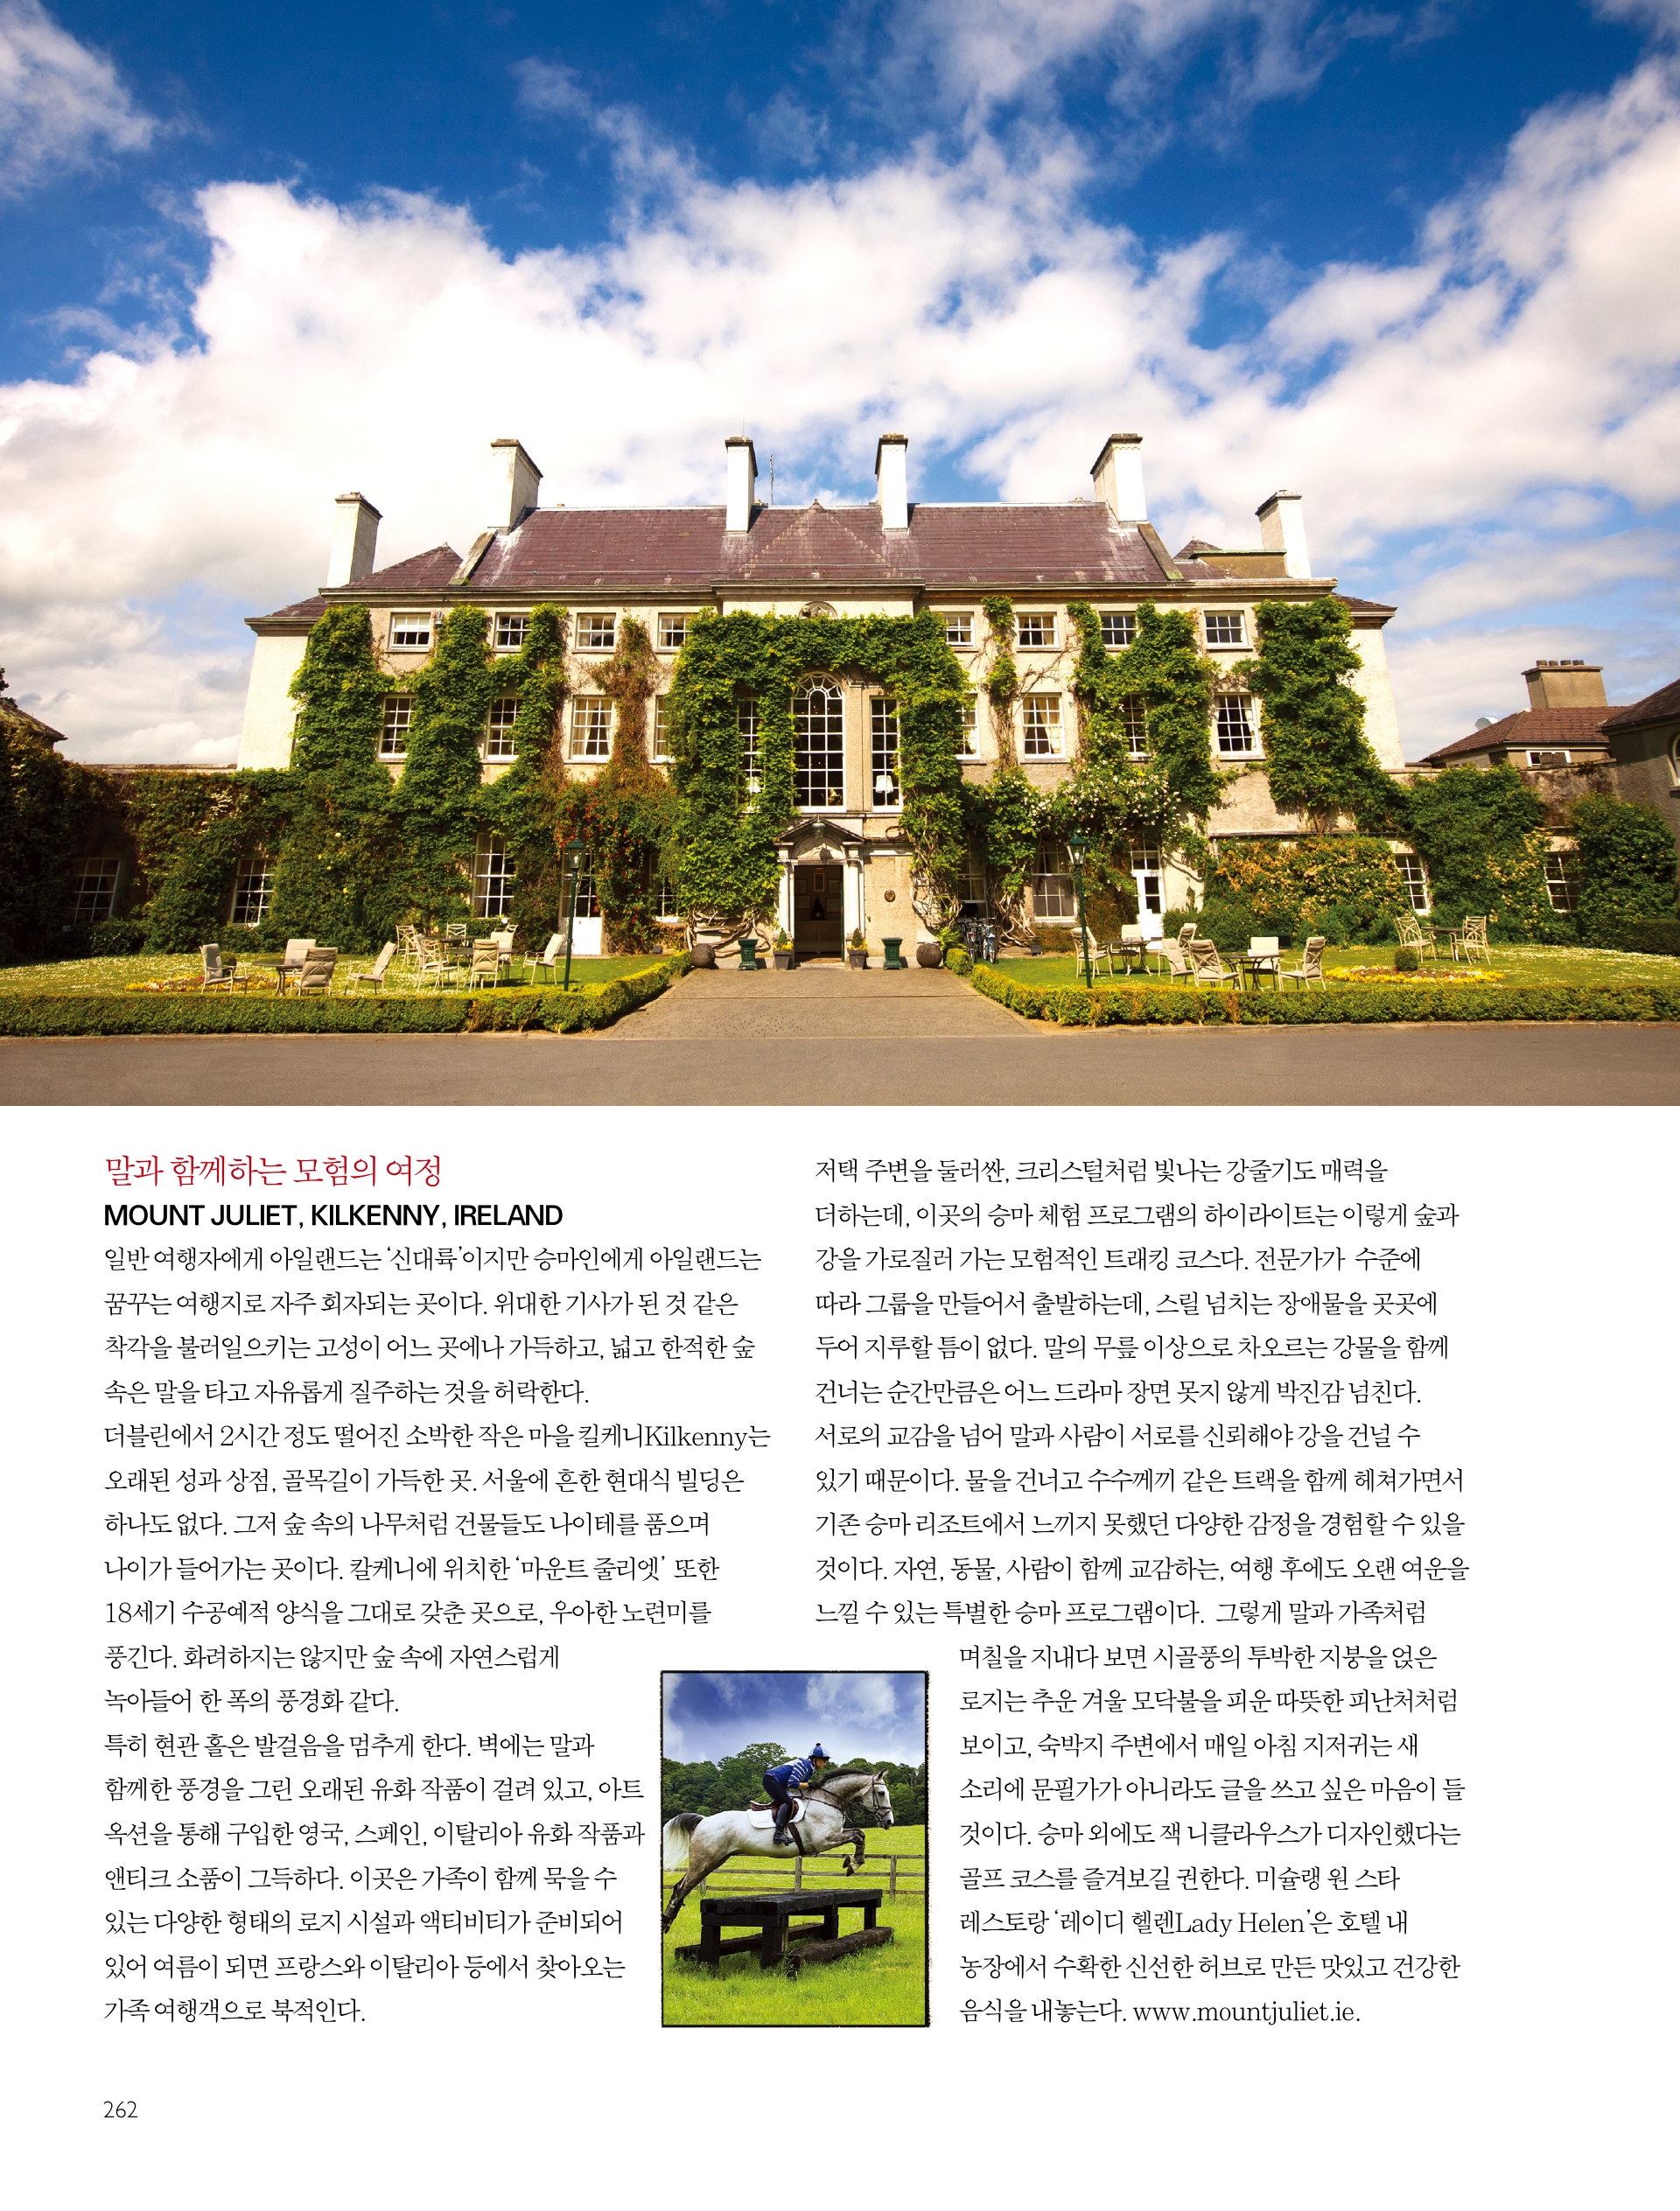 말과 함께하는 모험의 여정
MOUNT JULIET, KILKENNY, IRELAND
일반 여행자에게 아일랜드는 ‘신대륙’이지만 승마인에게 아일랜드는
꿈꾸는 여행지로 자주 회자되는 곳이다. 위대한 기사가 된 것 같은
착각을 불러일으키는 고성이 어느 곳에나 가득하고, 넓고 한적한 숲
속은 말을 타고 자유롭게 질주하는 것을 허락한다.
더블린에서 2시간 정도 떨어진 소박한 작은 마을 킬케니Kilkenny는
오래된 성과 상점, 골목길이 가득한 곳. 서울에 흔한 현대식 빌딩은
하나도 없다. 그저 숲 속의 나무처럼 건물들도 나이테를 품으며
나이가 들어가는 곳이다. 칼케니에 위치한 ‘마운트 줄리엣’ 또한
18세기 수공예적 양식을 그대로 갖춘 곳으로, 우아한 노련미를
풍긴다. 화려하지는 않지만 숲 속에 자연스럽게
녹아들어 한 폭의 풍경화 같다.
특히 현관 홀은 발걸음을 멈추게 한다. 벽에는 말과
함께한 풍경을 그린 오래된 유화 작품이 걸려 있고, 아트
옥션을 통해 구입한 영국, 스페인, 이탈리아 유화 작품과
앤티크 소품이 그득하다. 이곳은 가족이 함께 묵을 수
있는 다양한 형태의 로지 시설과 액티비티가 준비되어
있어 여름이 되면 프랑스와 이탈리아 등에서 찾아오는
가족 여행객으로 북적인다.
저택 주변을 둘러싼, 크리스털처럼 빛나는 강줄기도 매력을
더하는데, 이곳의 승마 체험 프로그램의 하이라이트는 이렇게 숲과
강을 가로질러 가는 모험적인 트래킹 코스다. 전문가가 수준에
따라 그룹을 만들어서 출발하는데, 스릴 넘치는 장애물을 곳곳에
두어 지루할 틈이 없다. 말의 무릎 이상으로 차오르는 강물을 함께
건너는 순간만큼은 어느 드라마 장면 못지 않게 박진감 넘친다.
서로의 교감을 넘어 말과 사람이 서로를 신뢰해야 강을 건널 수
있기 때문이다. 물을 건너고 수수께끼 같은 트랙을 함께 헤쳐가면서
기존 승마 리조트에서 느끼지 못했던 다양한 감정을 경험할 수 있을
것이다. 자연, 동물, 사람이 함께 교감하는, 여행 후에도 오랜 여운을
느낄 수 있는 특별한 승마 프로그램이다. 그렇게 말과 가족처럼
며칠을 지내다 보면 시골풍의 투박한 지붕을 얹은
로지는 추운 겨울 모닥불을 피운 따뜻한 피난처처럼
보이고, 숙박지 주변에서 매일 아침 지저귀는 새
소리에 문필가가 아니라도 글을 쓰고 싶은 마음이 들
것이다. 승마 외에도 잭 니클라우스가 디자인했다는
골프 코스를 즐겨보길 권한다. 미슐랭 원 스타
레스토랑 ‘레이디 헬렌Lady Helen’은 호텔 내
농장에서 수확한 신선한 허브로 만든 맛있고 건강한
음식을 내놓는다. www.mountjuliet.ie.
262